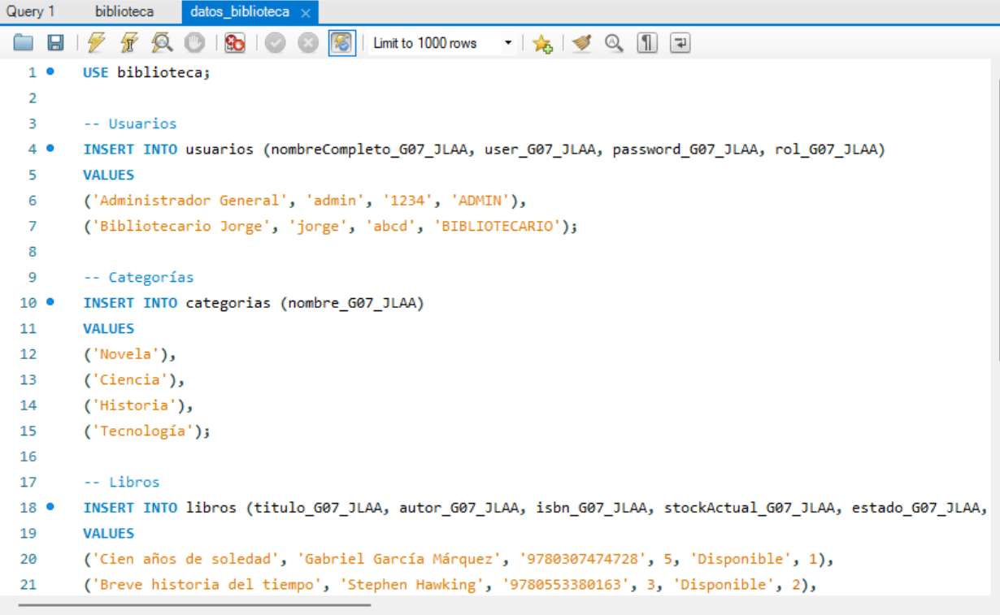 Query 1 biblioteca datos_biblioteca
Limit to 1000 rows
1 USE biblioteca;
2
3 -- Usuarios
4 INSERT INTO usuarios (nombreCompleto_G07_JLAA, user_G07_JLAA, password_G07_JLAA, rol_G07_JLAA)
5 VALUES
6 ('Administrador General', 'admin', '1234', 'ADMIN'),
7 ('Bibliotecario Jorge', 'jorge', 'abcd', 'BIBLIOTECARIO');
8
9 -- Categorías
10 INSERT INTO categorias (nombre_G07_JLAA)
11 VALUES
12 ('Novela'),
13 ('Ciencia'),
14 ('Historia'),
15 ('Tecnología');
16
17 -- Libros
18 INSERT INTO libros (titulo_G07_JLAA, autor_G07_JLAA, isbn_G07_JLAA, stockActual_G07_JLAA, estado_G07_JLAA,
19 VALUES
20 ('Cien años de soledad', 'Gabriel García Márquez', '9780307474728', 5, 'Disponible', 1),
21 ('Breve historia del tiempo', 'Stephen Hawking', '9780553380163', 3, 'Disponible', 2),